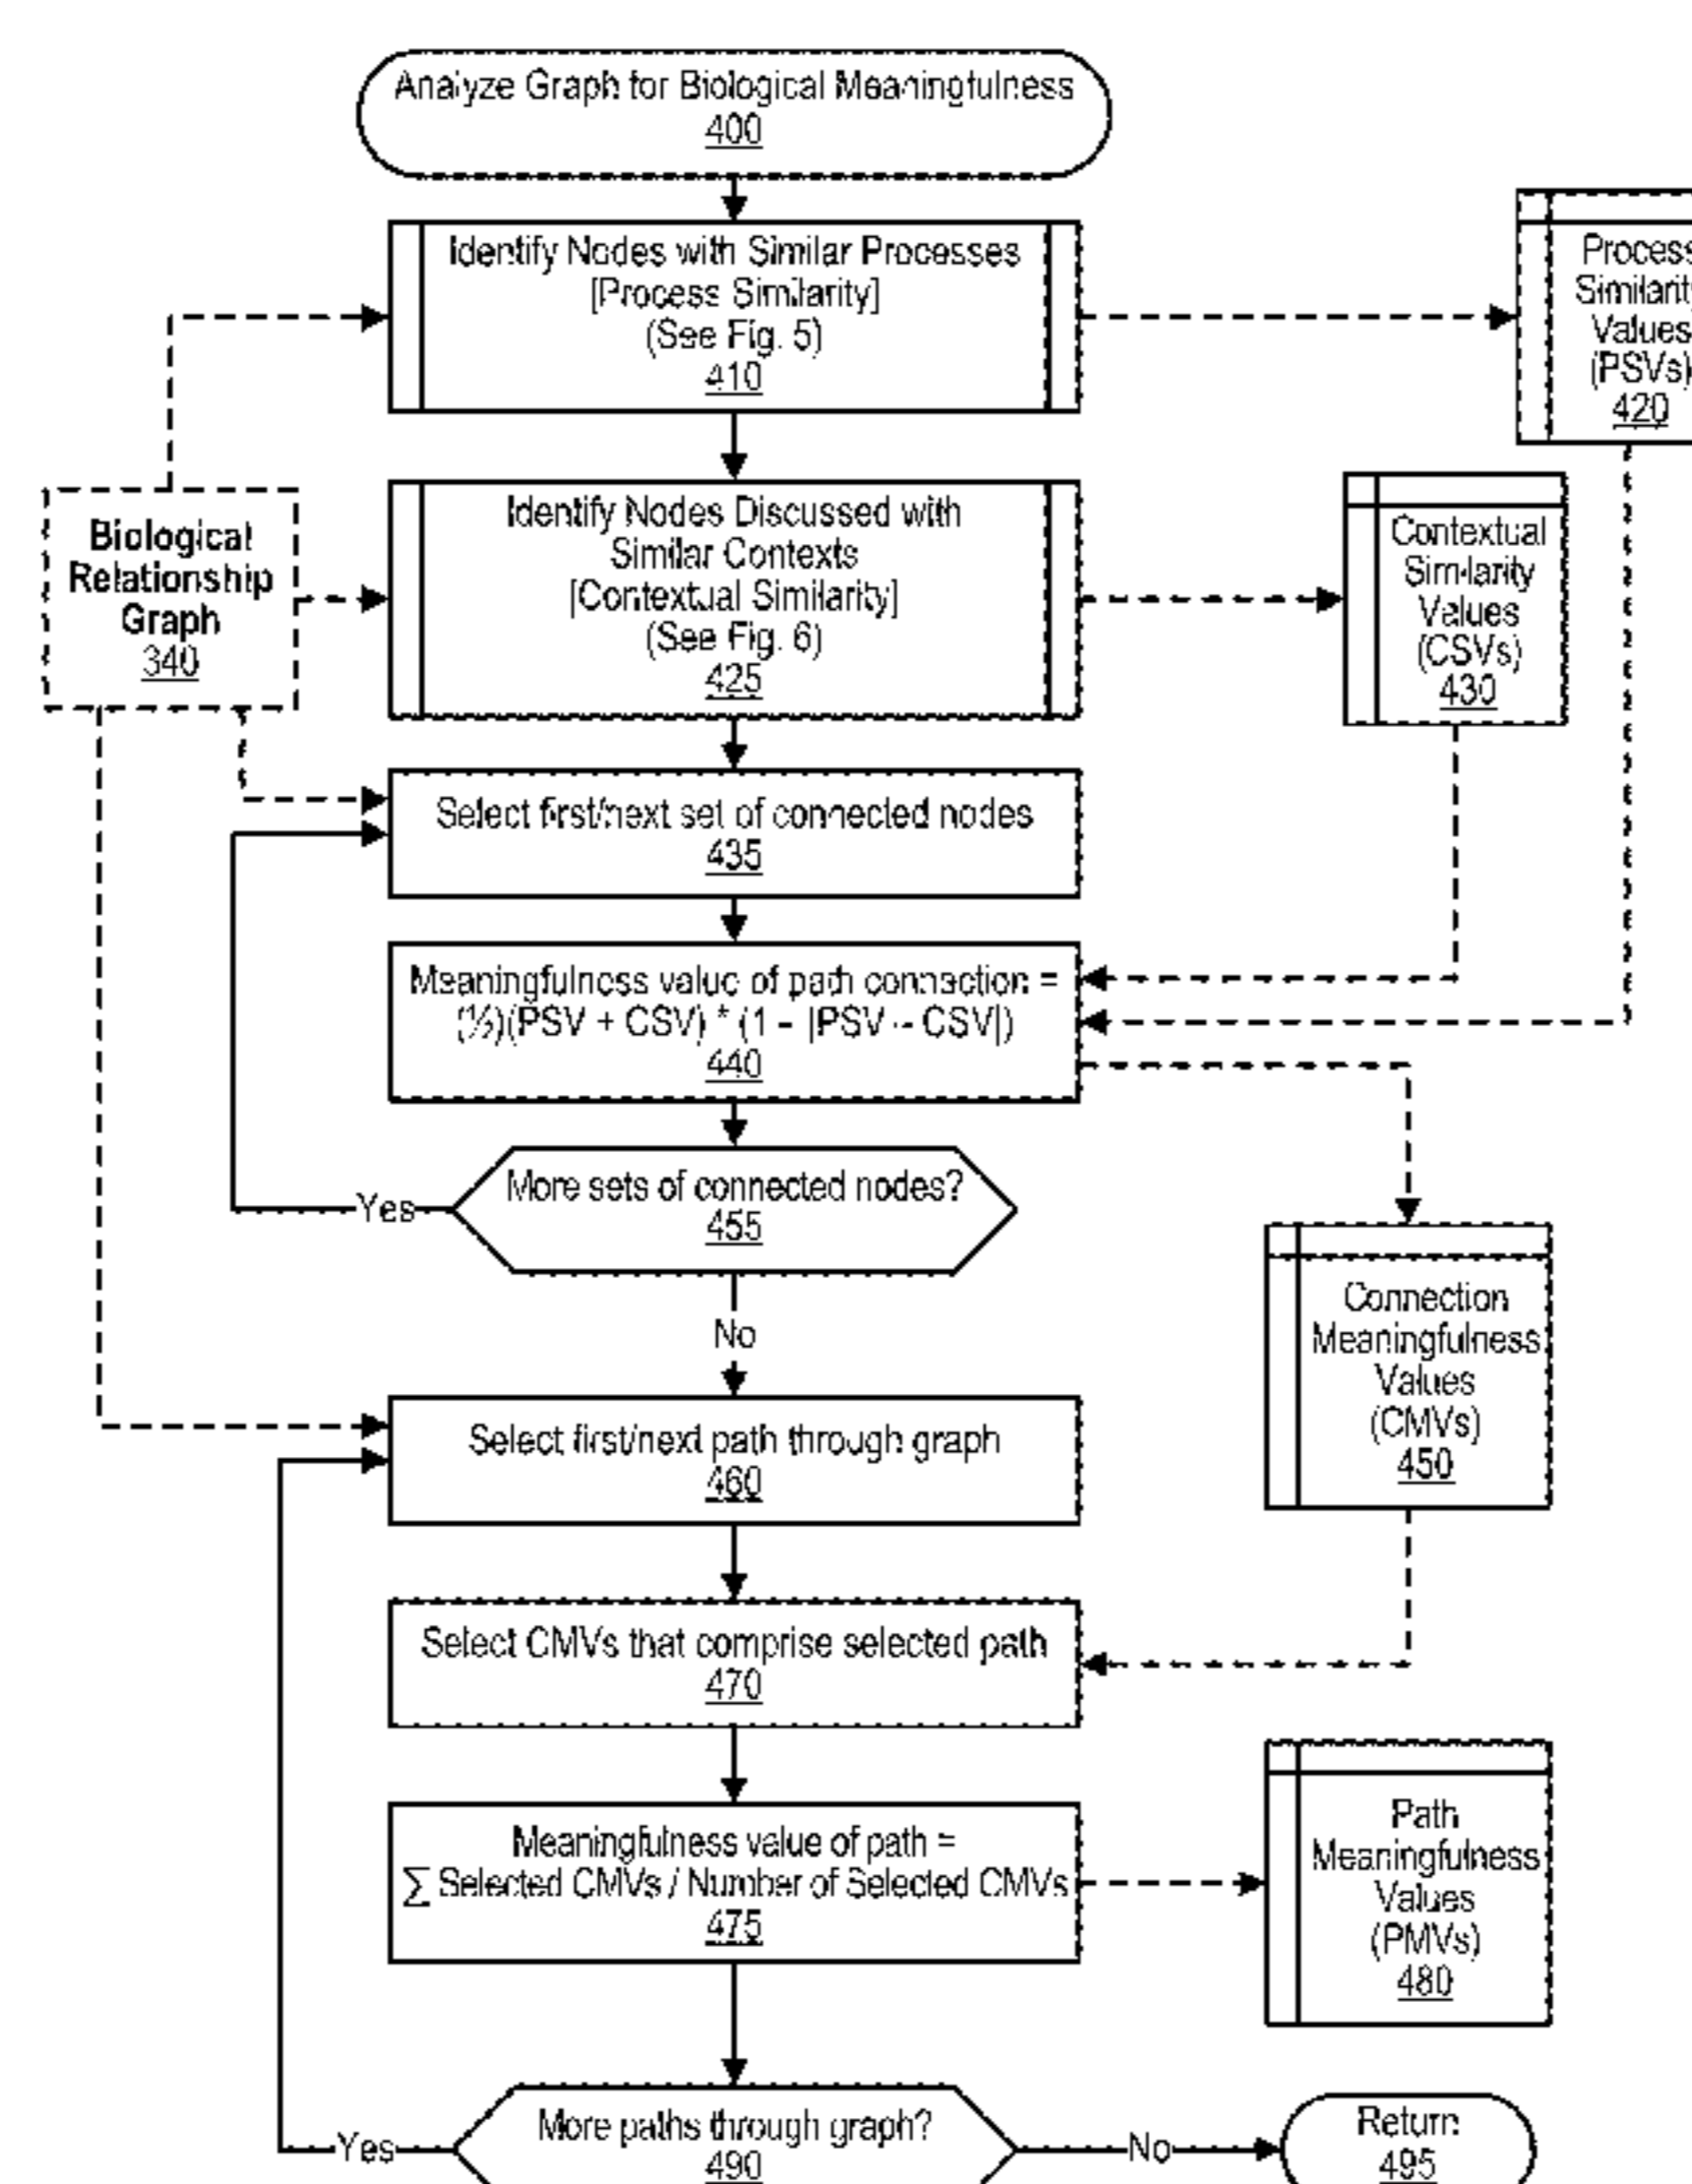 Analyze Graph for Biological Meaningfulness
400
Identify Nodes with Similar Processes
[Process Similarity]
(See Fig. 5)
410
Process
Similarity
Values
(PSVs)
420
Biological
Relationship
Graph
340
Identify Nodes Discussed with
Similar Contexts
[Contextual Similarity]
(See Fig. 6)
425
Contextual
Similarity
Values
(CSVs)
430
Select first/next set of connected nodes
435
Meaningfulness value of path connection =
(½)(PSV + CSV) * (1 - |PSV - CSV|)
440
More sets of connected nodes?
455
Yes
No
Connection
Meaningfulness
Values
(CMVs)
450
Select first/next path through graph
460
Select CMVs that comprise selected path
470
Meaningfulness value of path =
∑ Selected CMVs / Number of Selected CMVs
475
Path
Meaningfulness
Values
(PMVs)
480
More paths through graph?
490
Yes
No
Return
495